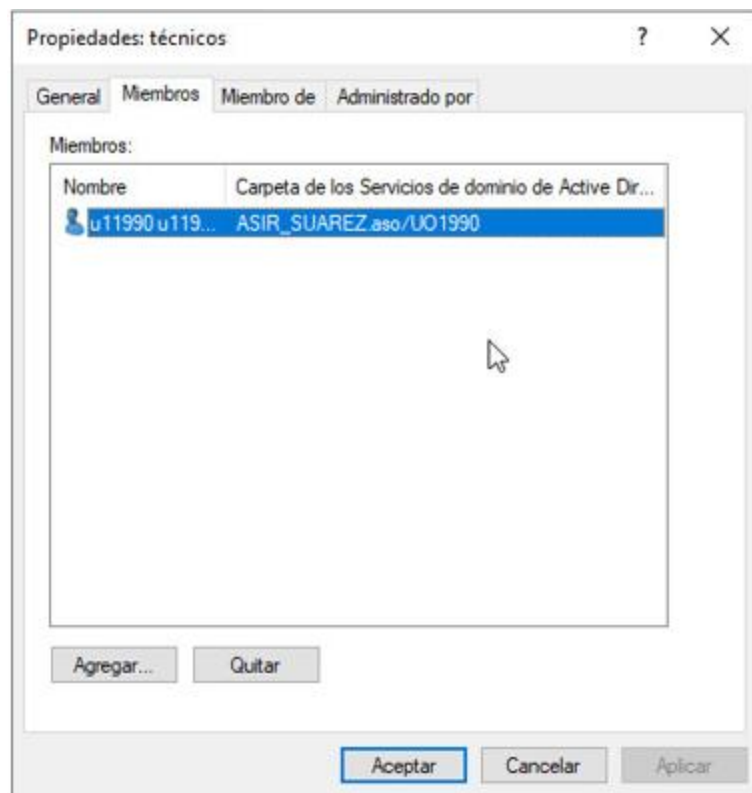 Propiedades: técnicos ? ×
General Miembros Miembro de Administrado por
Miembros:
Nombre Carpeta de los Servicios de dominio de Active Dir...
u11990 u119... ASIR_SUAREZ.aso/UO1990
Agregar... Quitar
Aceptar Cancelar Aplicar